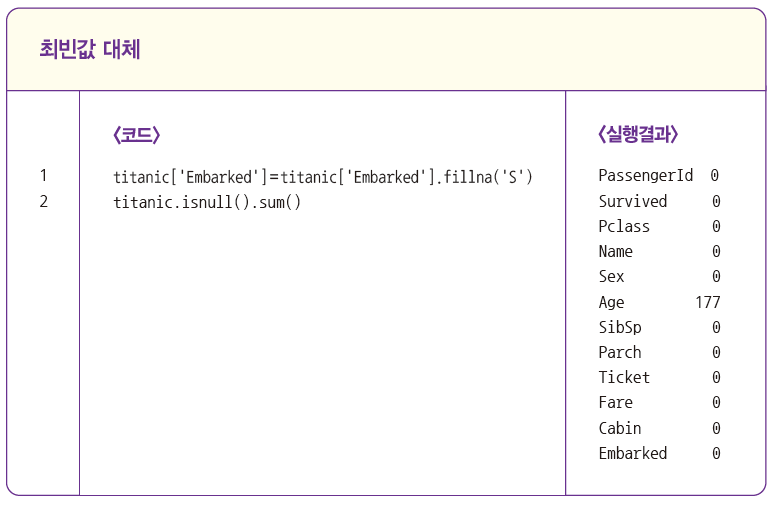 최빈값 대체
<코드>
1 titanic['Embarked']=titanic['Embarked'].fillna('S')
2 titanic.isnull().sum()
<실행결과>
PassengerId 0
Survived 0
Pclass 0
Name 0
Sex 0
Age 177
SibSp 0
Parch 0
Ticket 0
Fare 0
Cabin 0
Embarked 0